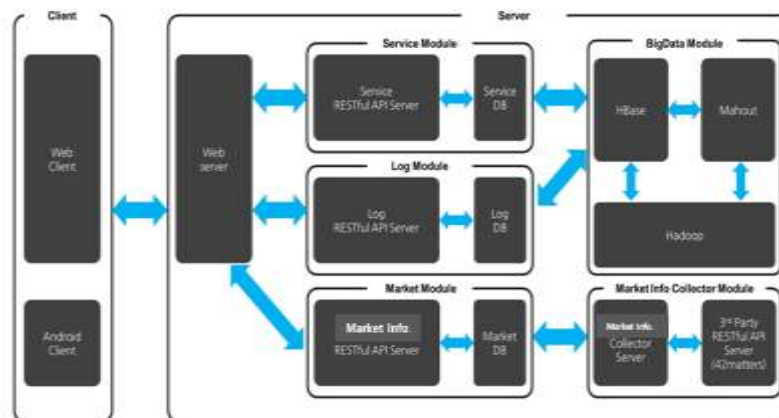 Client
Server
Web
Client
Android
Client
Web
server
Service Module
Service
RESTful API Server
Service
DB
Log Module
Log
RESTful API Server
Log
DB
Market Module
Market Info.
RESTful API Server
Market
DB
BigData Module
HBase
Mahout
Hadoop
Market Info Collector Module
Market Info.
Collector
Server
3rd Party
RESTful API
Server
(42matters)